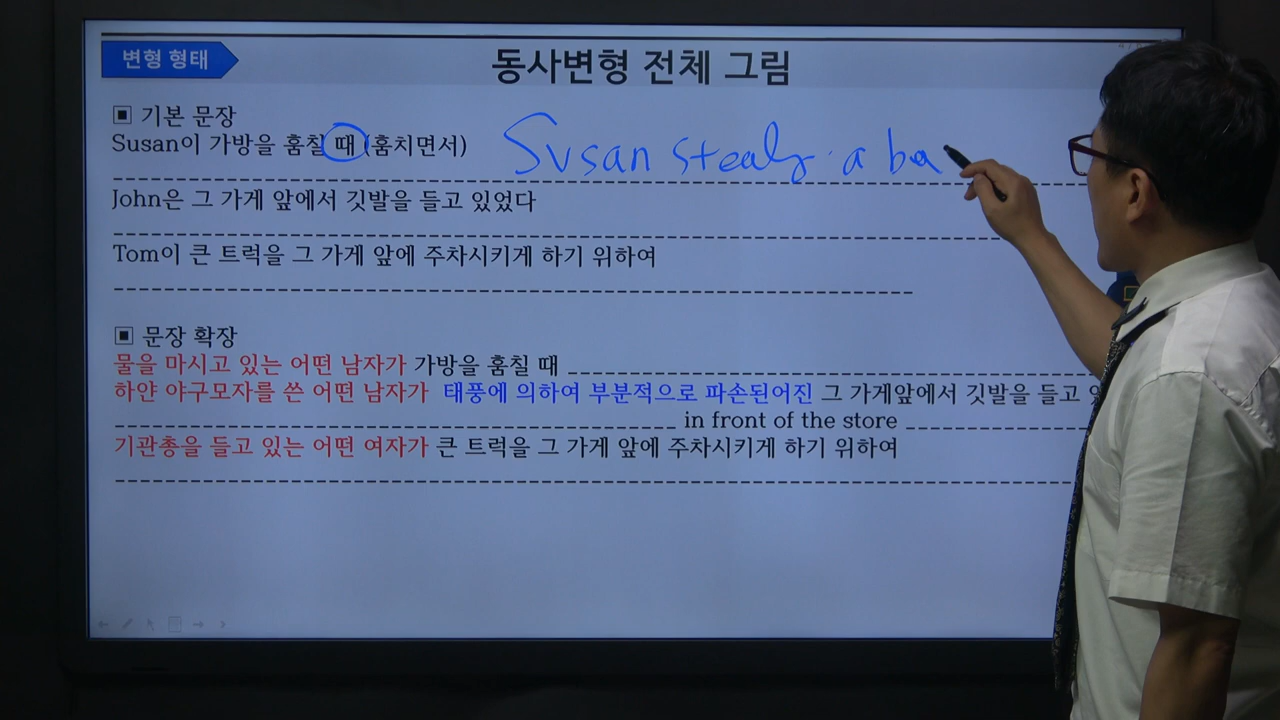 변형 형태
동사변형 전체 그림
▣ 기본 문장
Susan이 가방을 훔칠 때 (훔치면서) Susan steals a ba
John은 그 가게 앞에서 깃발을 들고 있었다
Tom이 큰 트럭을 그 가게 앞에 주차시키게 하기 위하여
▣ 문장 확장
물을 마시고 있는 어떤 남자가 가방을 훔칠 때
하얀 야구모자를 쓴 어떤 남자가 태풍에 의하여 부분적으로 파손된어진 그 가게앞에서 깃발을 들고
in front of the store
기관총을 들고 있는 어떤 여자가 큰 트럭을 그 가게 앞에 주차시키게 하기 위하여